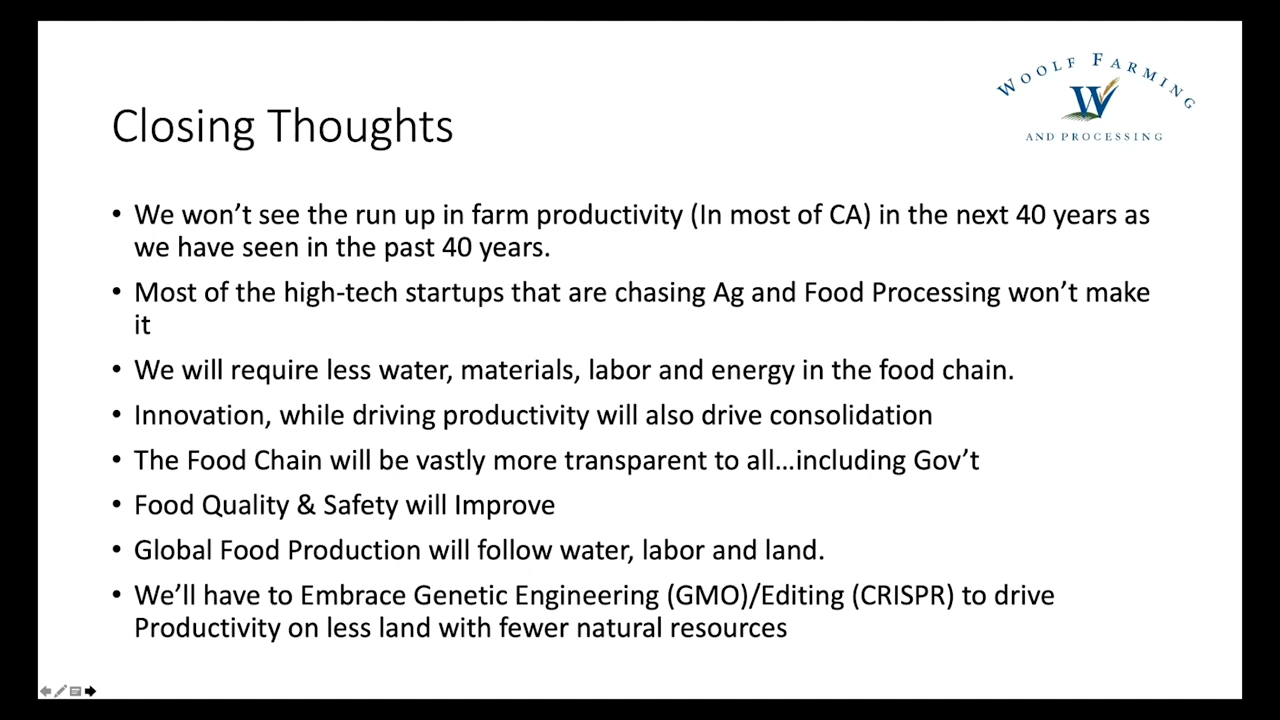 WOOLF FARMING
W
AND PROCESSING
Closing Thoughts
• We won’t see the run up in farm productivity (In most of CA) in the next 40 years as
we have seen in the past 40 years.
• Most of the high-tech startups that are chasing Ag and Food Processing won’t make
it
• We will require less water, materials, labor and energy in the food chain.
• Innovation, while driving productivity will also drive consolidation
• The Food Chain will be vastly more transparent to all…including Gov’t
• Food Quality & Safety will Improve
• Global Food Production will follow water, labor and land.
• We’ll have to Embrace Genetic Engineering (GMO)/Editing (CRISPR) to drive
Productivity on less land with fewer natural resources